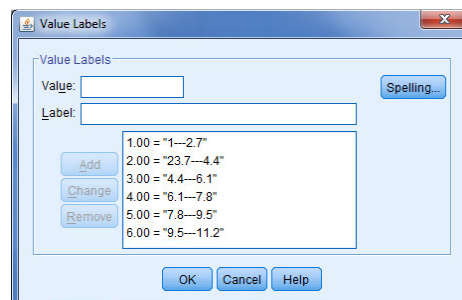 Value Labels
Value Labels
Value:
Spelling...
Label:
1.00 = "1---2.7"
2.00 = "23.7---4.4"
3.00 = "4.4---6.1"
4.00 = "6.1---7.8"
5.00 = "7.8---9.5"
6.00 = "9.5---11.2"
Add
Change
Remove
OK Cancel Help